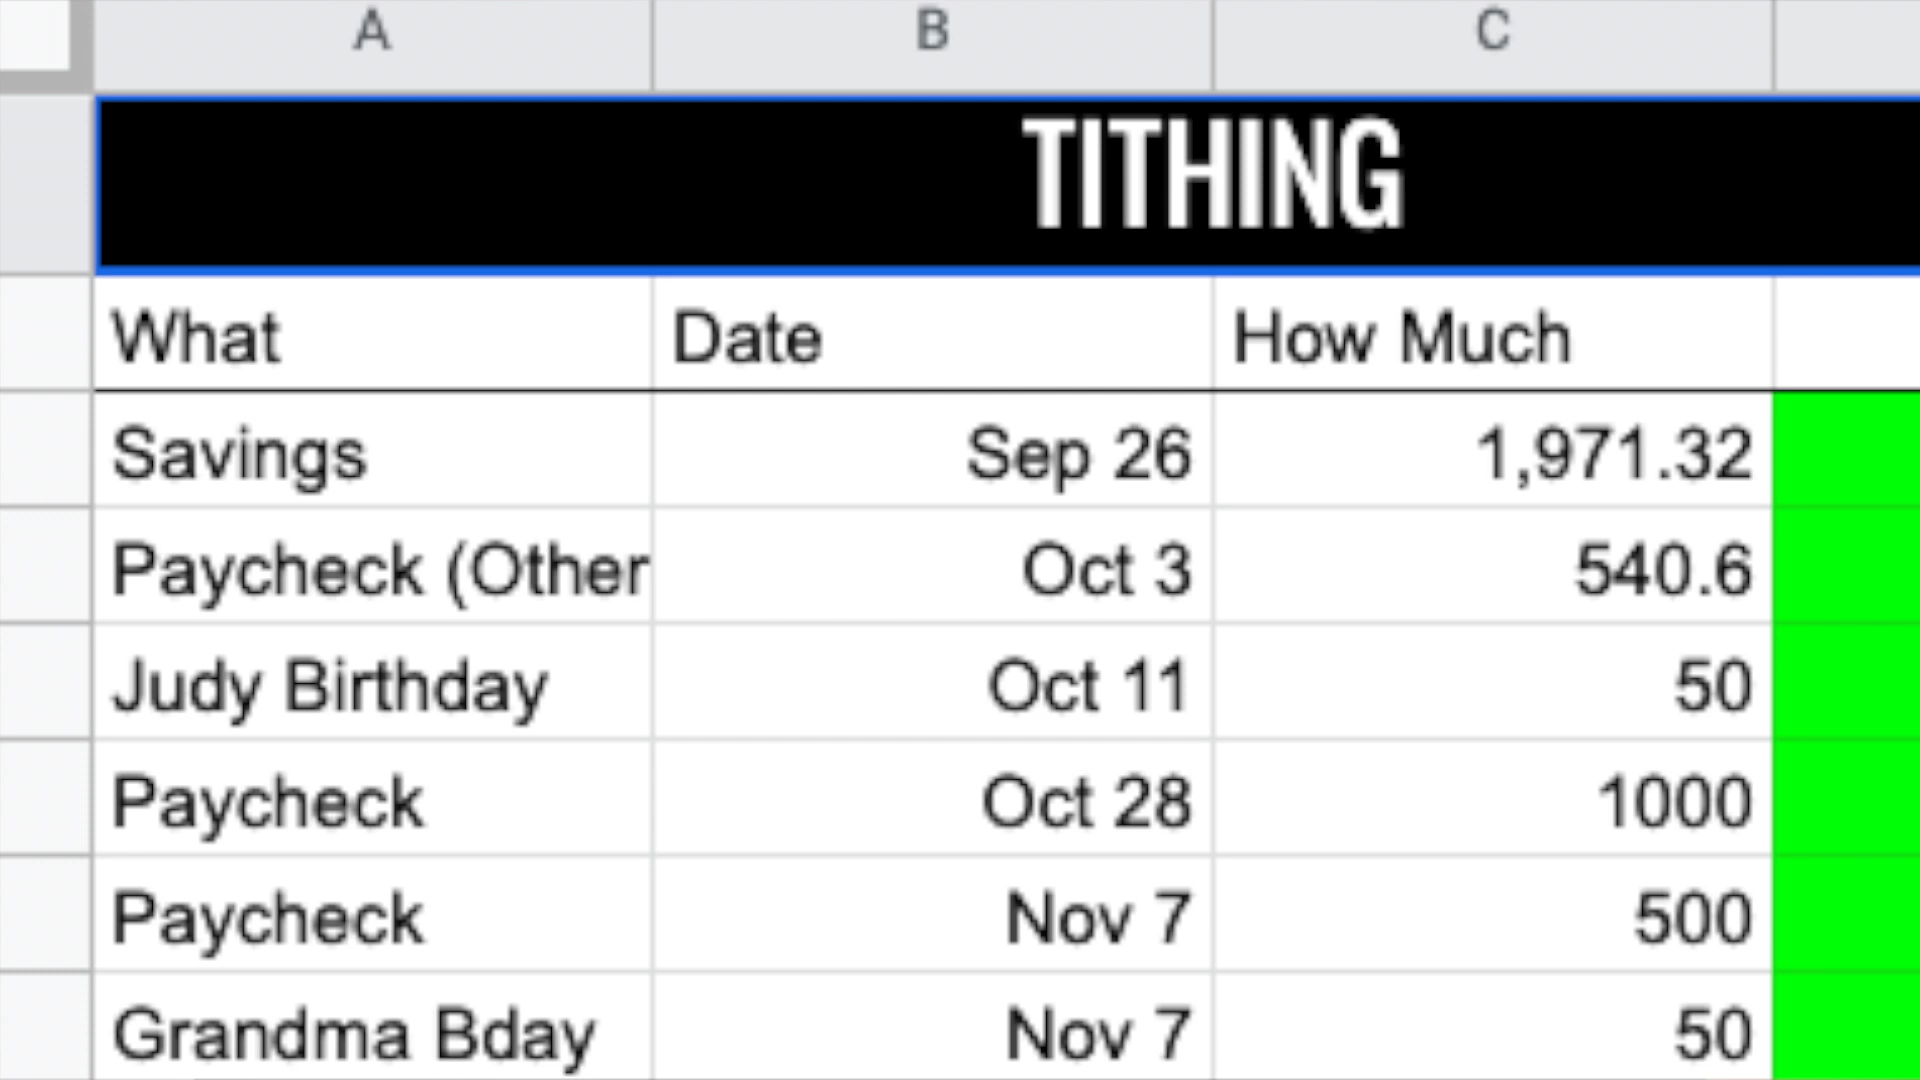 A B C
TITHING
What Date How Much
Savings Sep 26 1,971.32
Paycheck (Other Oct 3 540.6
Judy Birthday Oct 11 50
Paycheck Oct 28 1000
Paycheck Nov 7 500
Grandma Bday Nov 7 50